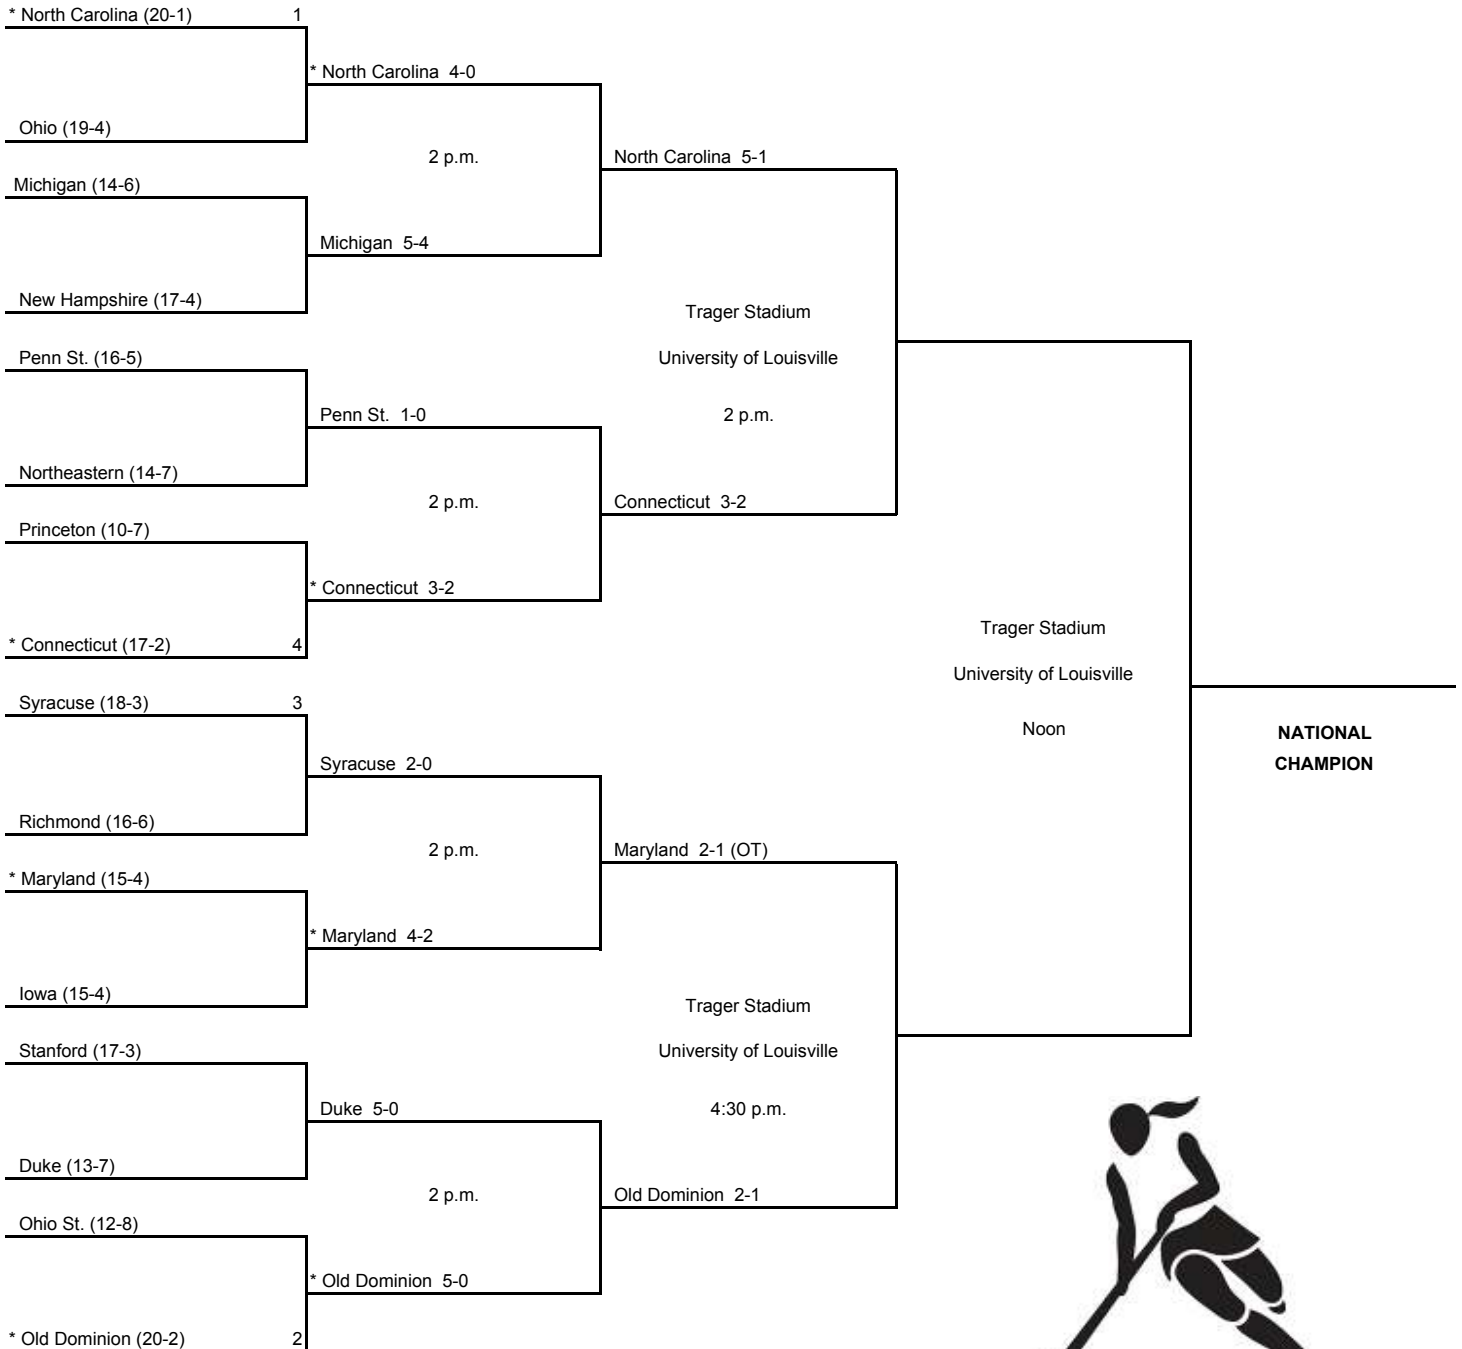 * North Carolina (20-1) 1
* North Carolina 4-0
Ohio (19-4)
2 p.m.
North Carolina 5-1
Michigan (14-6)
Michigan 5-4
New Hampshire (17-4)
Trager Stadium
University of Louisville
2 p.m.
Penn St. (16-5)
Penn St. 1-0
Northeastern (14-7)
2 p.m.
Connecticut 3-2
Princeton (10-7)
* Connecticut 3-2
* Connecticut (17-2) 4
Trager Stadium
University of Louisville
Noon
NATIONAL
CHAMPION
Syracuse (18-3) 3
Syracuse 2-0
Richmond (16-6)
2 p.m.
Maryland 2-1 (OT)
* Maryland (15-4)
* Maryland 4-2
Iowa (15-4)
Trager Stadium
University of Louisville
4:30 p.m.
Stanford (17-3)
Duke 5-0
Duke (13-7)
2 p.m.
Old Dominion 2-1
Ohio St. (12-8)
* Old Dominion 5-0
* Old Dominion (20-2) 2